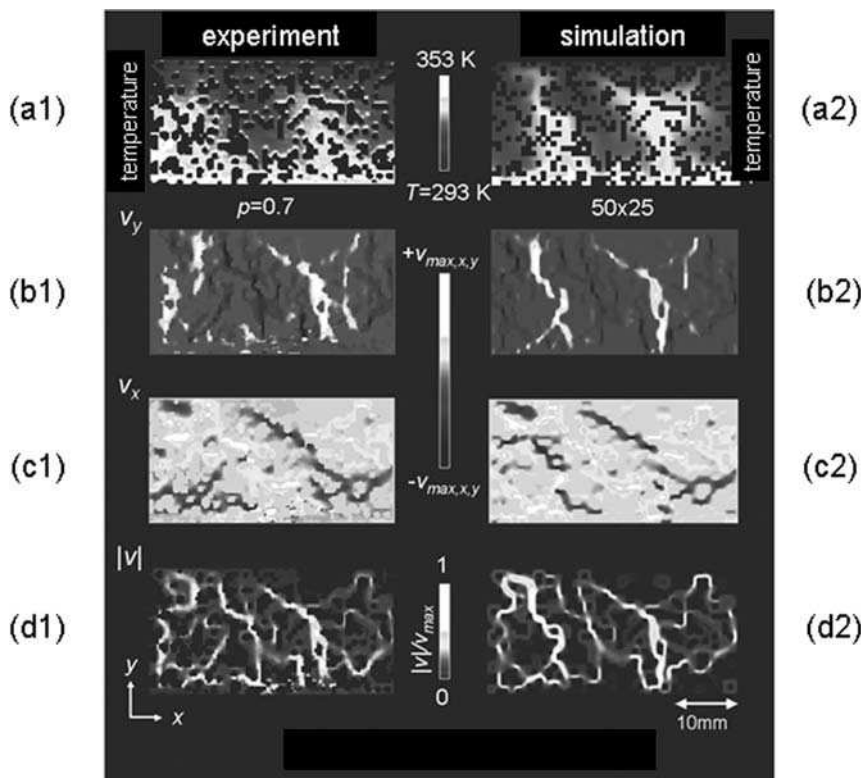 experiment
simulation
353 K
(a1)
temperature
(a2)
temperature
T=293 K
p=0.7
50x25
v_y
+v_max,x,y
(b1)
(b2)
v_x
(c1)
(c2)
-v_max,x,y
|v|
1
(d1)
|v|/v_max
(d2)
y
0
x
10mm